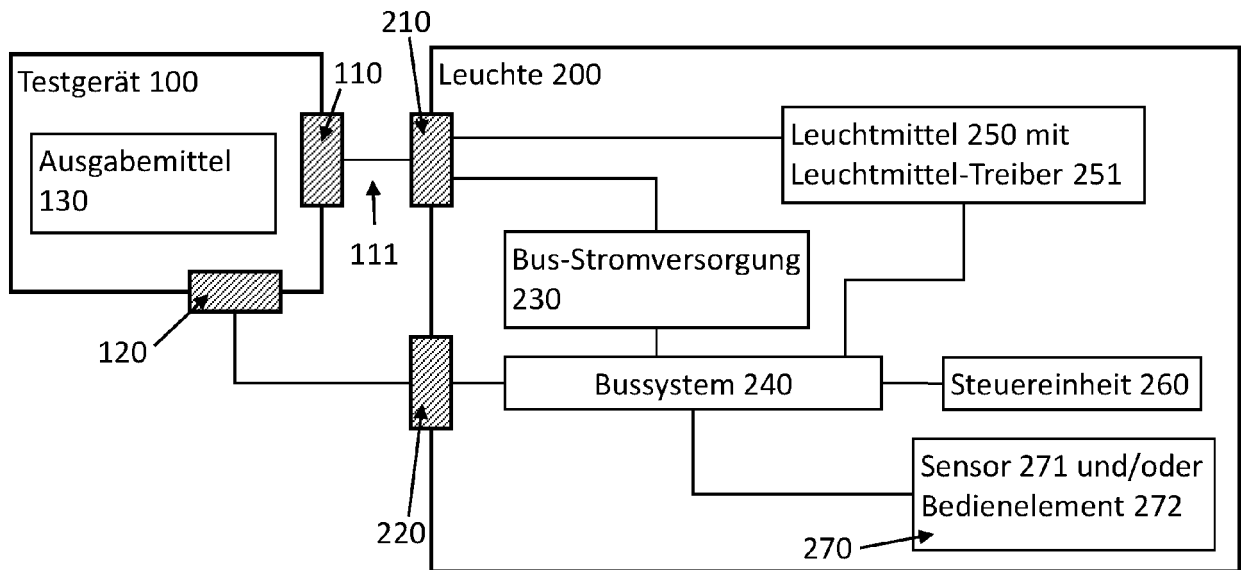 210
110
Testgerät 100
Leuchte 200
Ausgabemittel
130
Leuchtmittel 250 mit
Leuchtmittel-Treiber 251
111
Bus-Stromversorgung
230
120
Bussystem 240
Steuereinheit 260
Sensor 271 und/oder
Bedienelement 272
220
270